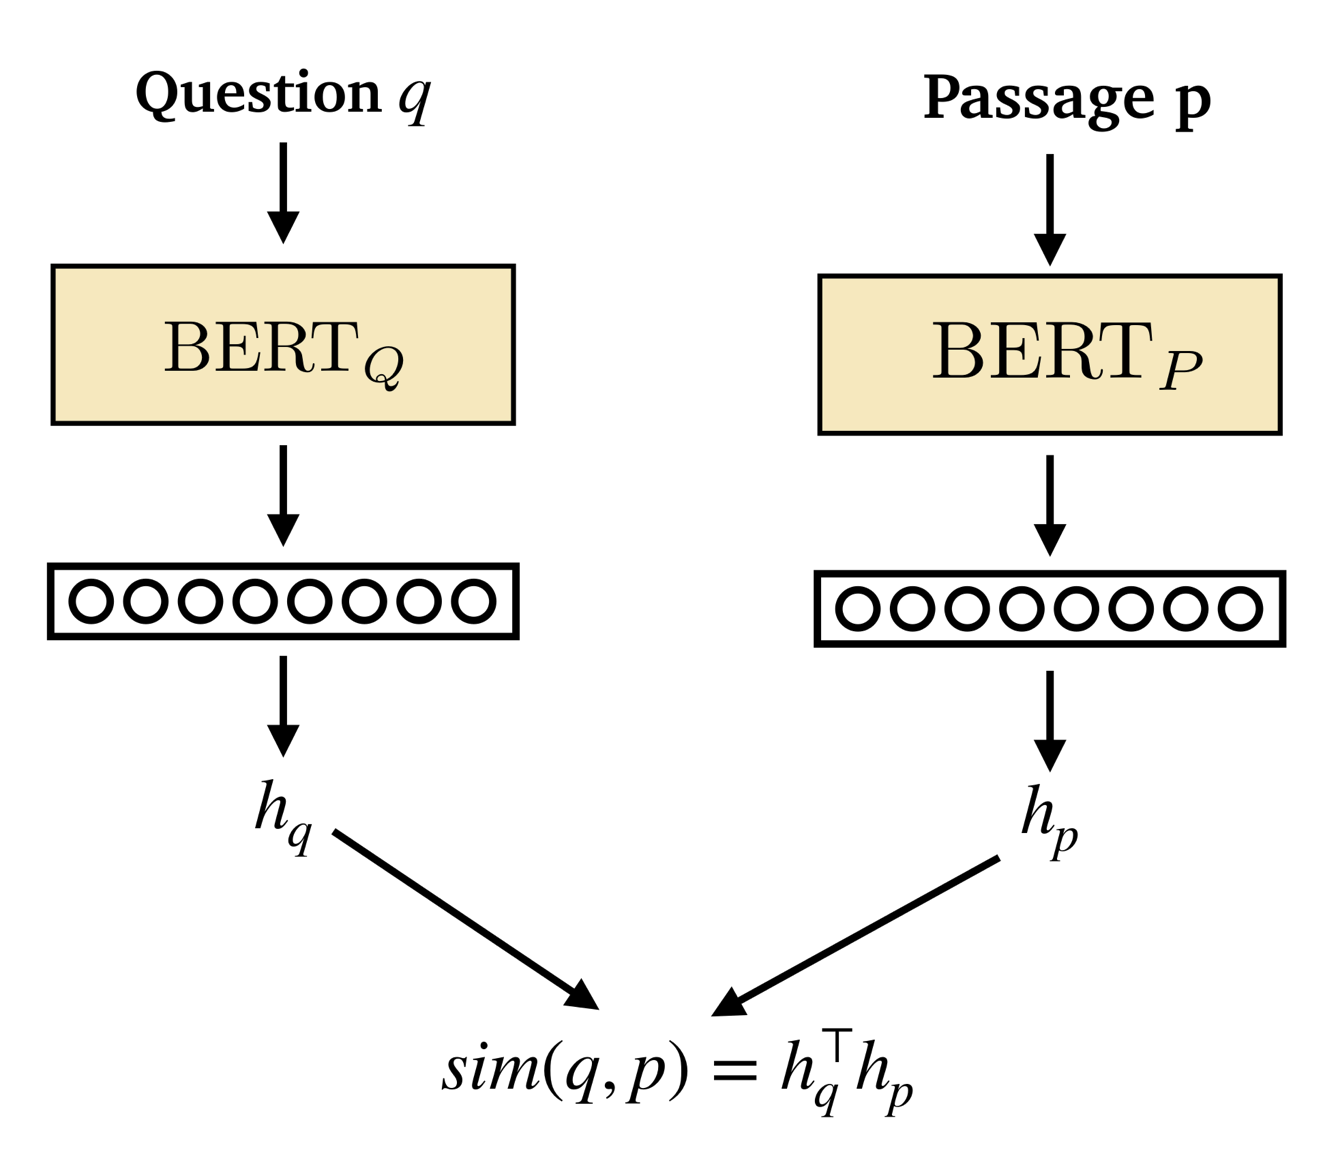 Question q
Passage p
BERT_Q
BERT_P
h_q
h_p
sim(q, p) = h_q^⊤ h_p